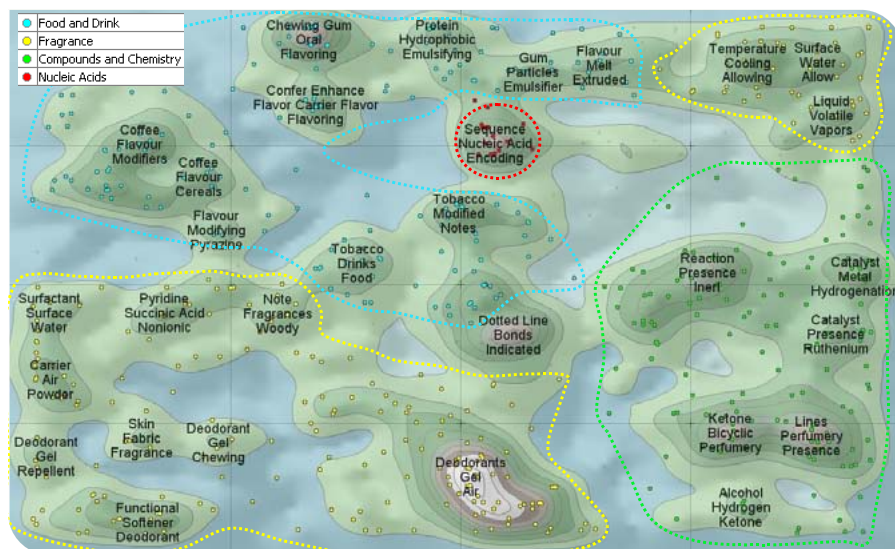 Food and Drink
Fragrance
Compounds and Chemistry
Nucleic Acids
Chewing Gum
Oral
Flavoring
Protein
Hydrophobic
Emulsifying
Gum
Particles
Emulsifier
Flavour
Melt
Extruded
Temperature
Cooling
Allowing
Surface
Water
Allow
Liquid
Volatile
Vapors
Confer Enhance
Flavor Carrier Flavor
Flavoring
Coffee
Flavour
Modifiers
Coffee
Flavour
Cereals
Sequence
Nucleic Acid
Encoding
Flavour
Modifying
Pyrazine
Tobacco
Modified
Notes
Tobacco
Drinks
Food
Reaction
Presence
Inert
Catalyst
Metal
Hydrogenation
Surfactant
Surface
Water
Pyridine
Succinic Acid
Nonionic
Note
Fragrances
Woody
Dotted Line
Bonds
Indicated
Catalyst
Presence
Ruthenium
Carrier
Air
Powder
Skin
Fabric
Fragrance
Deodorant
Gel
Chewing
Deodorant
Gel
Repellent
Ketone
Bicyclic
Perfumery
Lines
Perfumery
Presence
Deodorants
Gel
Air
Functional
Softener
Deodorant
Alcohol
Hydrogen
Ketone